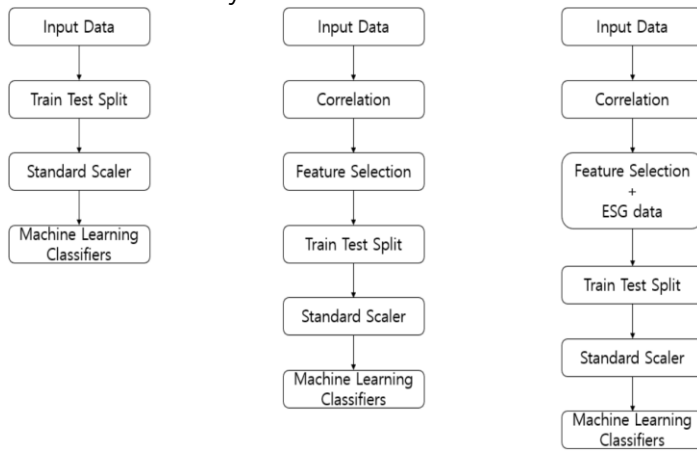 Input Data
Train Test Split
Standard Scaler
Machine Learning
Classifiers
Input Data
Correlation
Feature Selection
Train Test Split
Standard Scaler
Machine Learning
Classifiers
Input Data
Correlation
Feature Selection
+
ESG data
Train Test Split
Standard Scaler
Machine Learning
Classifiers